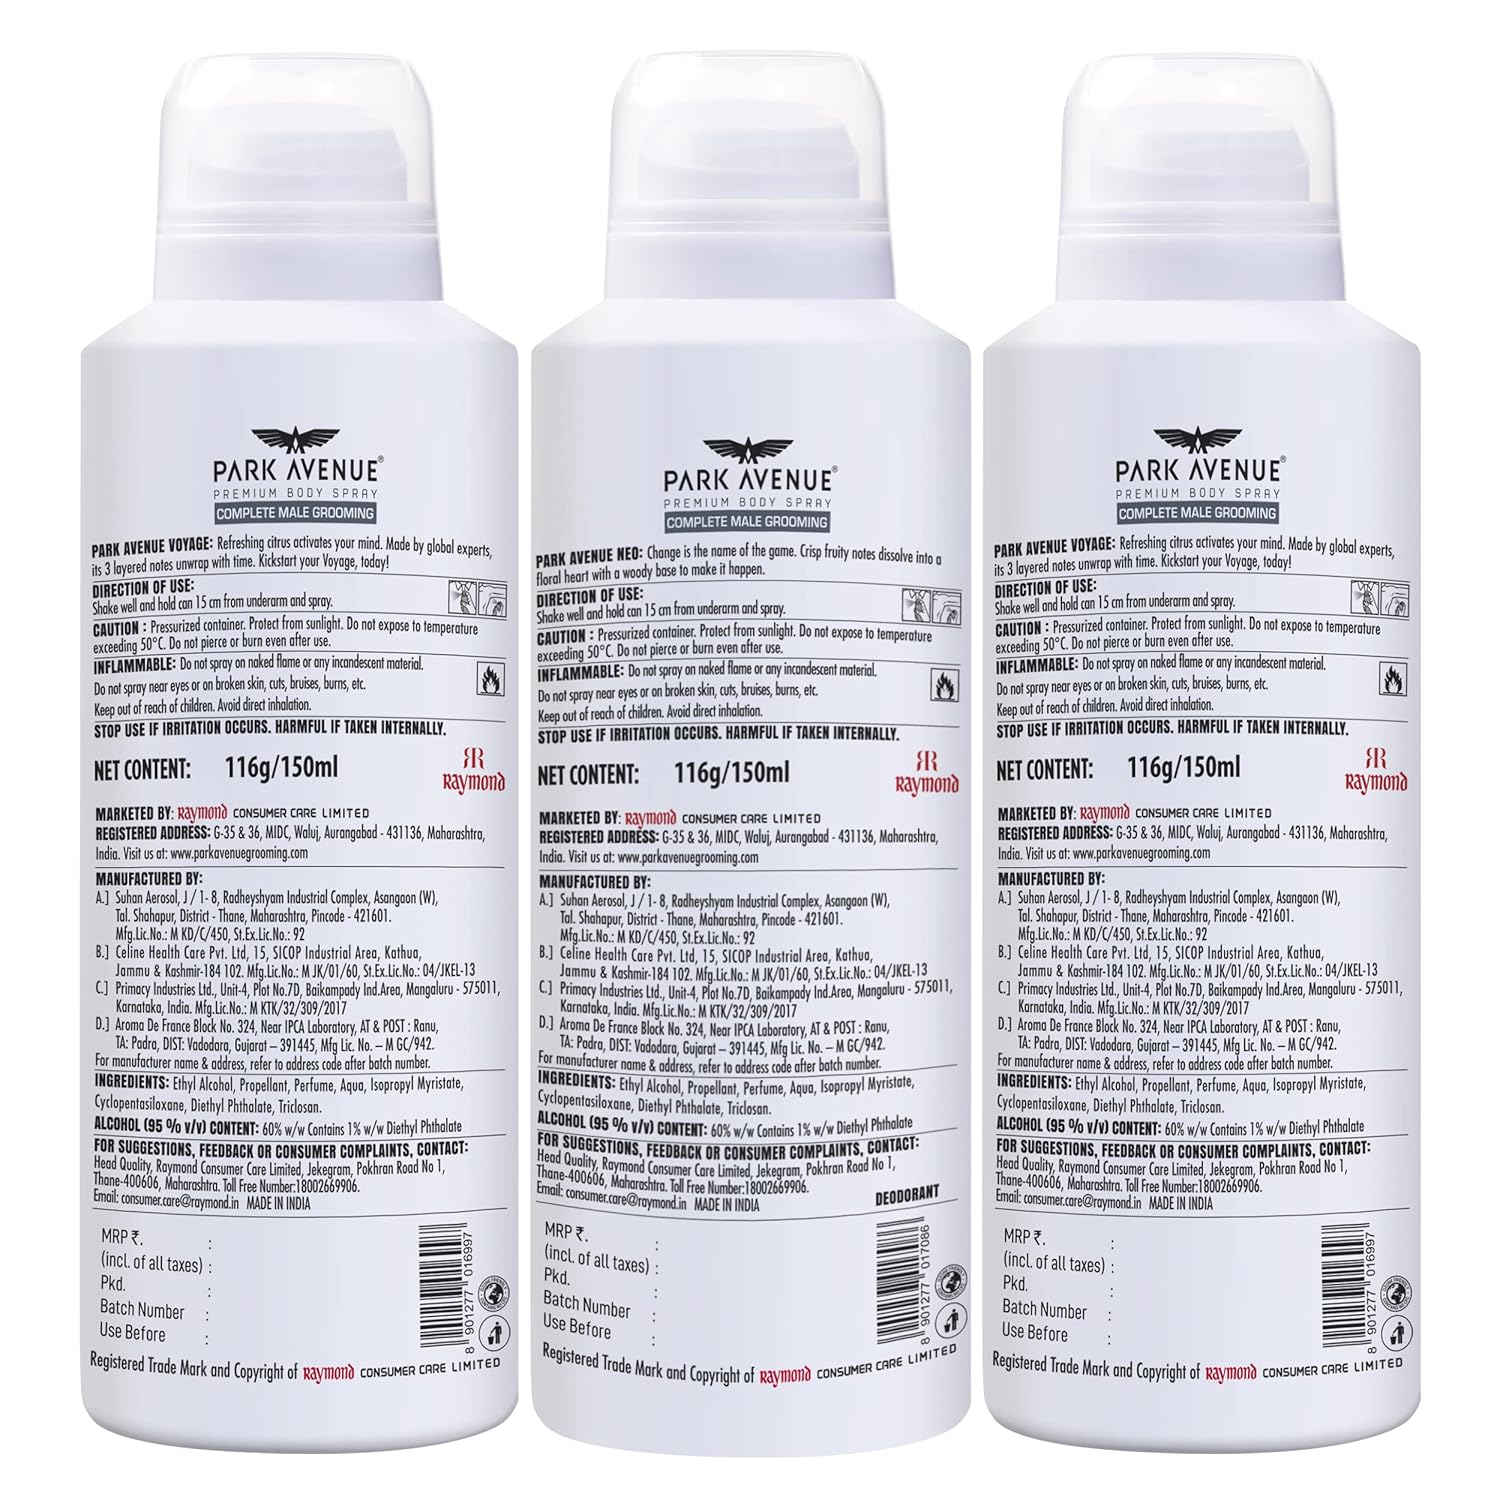 PARK AVENUE®
PREMIUM BODY SPRAY
COMPLETE MALE GROOMING
PARK AVENUE VOYAGE: Refreshing citrus activates your mind. Made by global experts,
its 3 layered notes unwrap with time. Kickstart your Voyage, today!
DIRECTION OF USE:
Shake well and hold can 15 cm from underarm and spray.
CAUTION : Pressurized container. Protect from sunlight. Do not expose to temperature
exceeding 50°C. Do not pierce or burn even after use.
INFLAMMABLE: Do not spray on naked flame or any incandescent material.
Do not spray near eyes or on broken skin, cuts, bruises, burns, etc.
Keep out of reach of children. Avoid direct inhalation.
STOP USE IF IRRITATION OCCURS. HARMFUL IF TAKEN INTERNALLY.
NET CONTENT: 116g/150ml
Raymond
MARKETED BY: Raymond CONSUMER CARE LIMITED
REGISTERED ADDRESS: G-35 & 36, MIDC, Waluj, Aurangabad - 431136, Maharashtra,
India. Visit us at: www.parkavenuegrooming.com
MANUFACTURED BY:
A.] Suhan Aerosol, J / 1- 8, Radheyshyam Industrial Complex, Asangaon (W),
Tal. Shahapur, District - Thane, Maharashtra, Pincode - 421601.
Mfg.Lic.No.: M KD/C/450, St.Ex.Lic.No.: 92
B.] Celine Health Care Pvt. Ltd, 15, SICOP Industrial Area, Kathua,
Jammu & Kashmir-184 102. Mfg.Lic.No.: M JK/01/60, St.Ex.Lic.No.: 04/JKEL-13
C.] Primacy Industries Ltd., Unit-4, Plot No.7D, Baikampady Ind.Area, Mangaluru - 575011,
Karnataka, India. Mfg.Lic.No.: M KTK/32/309/2017
D.] Aroma De France Block No. 324, Near IPCA Laboratory, AT & POST : Ranu,
TA: Padra, DIST: Vadodara, Gujarat – 391445, Mfg Lic. No. – M GC/942.
For manufacturer name & address, refer to address code after batch number.
INGREDIENTS: Ethyl Alcohol, Propellant, Perfume, Aqua, Isopropyl Myristate,
Cyclopentasiloxane, Diethyl Phthalate, Triclosan.
ALCOHOL (95 % v/v) CONTENT: 60% w/w Contains 1% w/w Diethyl Phthalate
FOR SUGGESTIONS, FEEDBACK OR CONSUMER COMPLAINTS, CONTACT:
Head Quality, Raymond Consumer Care Limited, Jekegram, Pokhran Road No 1,
Thane-400606, Maharashtra. Toll Free Number:18002669906.
Email: consumer.care@raymond.in MADE IN INDIA
MRP ₹. :
(incl. of all taxes) :
Pkd. :
Batch Number :
Use Before :
8 901277 016997
Registered Trade Mark and Copyright of Raymond CONSUMER CARE LIMITED
PARK AVENUE®
PREMIUM BODY SPRAY
COMPLETE MALE GROOMING
PARK AVENUE NEO: Change is the name of the game. Crisp fruity notes dissolve into a
floral heart with a woody base to make it happen.
DIRECTION OF USE:
Shake well and hold can 15 cm from underarm and spray.
CAUTION : Pressurized container. Protect from sunlight. Do not expose to temperature
exceeding 50°C. Do not pierce or burn even after use.
INFLAMMABLE: Do not spray on naked flame or any incandescent material.
Do not spray near eyes or on broken skin, cuts, bruises, burns, etc.
Keep out of reach of children. Avoid direct inhalation.
STOP USE IF IRRITATION OCCURS. HARMFUL IF TAKEN INTERNALLY.
NET CONTENT: 116g/150ml
Raymond
MARKETED BY: Raymond CONSUMER CARE LIMITED
REGISTERED ADDRESS: G-35 & 36, MIDC, Waluj, Aurangabad - 431136, Maharashtra,
India. Visit us at: www.parkavenuegrooming.com
MANUFACTURED BY:
A.] Suhan Aerosol, J / 1- 8, Radheyshyam Industrial Complex, Asangaon (W),
Tal. Shahapur, District - Thane, Maharashtra, Pincode - 421601.
Mfg.Lic.No.: M KD/C/450, St.Ex.Lic.No.: 92
B.] Celine Health Care Pvt. Ltd, 15, SICOP Industrial Area, Kathua,
Jammu & Kashmir-184 102. Mfg.Lic.No.: M JK/01/60, St.Ex.Lic.No.: 04/JKEL-13
C.] Primacy Industries Ltd., Unit-4, Plot No.7D, Baikampady Ind.Area, Mangaluru - 575011,
Karnataka, India. Mfg.Lic.No.: M KTK/32/309/2017
D.] Aroma De France Block No. 324, Near IPCA Laboratory, AT & POST : Ranu,
TA: Padra, DIST: Vadodara, Gujarat – 391445, Mfg Lic. No. – M GC/942.
For manufacturer name & address, refer to address code after batch number.
INGREDIENTS: Ethyl Alcohol, Propellant, Perfume, Aqua, Isopropyl Myristate,
Cyclopentasiloxane, Diethyl Phthalate, Triclosan.
ALCOHOL (95 % v/v) CONTENT: 60% w/w Contains 1% w/w Diethyl Phthalate
FOR SUGGESTIONS, FEEDBACK OR CONSUMER COMPLAINTS, CONTACT:
Head Quality, Raymond Consumer Care Limited, Jekegram, Pokhran Road No 1,
Thane-400606, Maharashtra. Toll Free Number:18002669906.
Email: consumer.care@raymond.in MADE IN INDIA
DEODORANT
MRP ₹. :
(incl. of all taxes) :
Pkd. :
Batch Number :
Use Before :
8 901277 017086
Registered Trade Mark and Copyright of Raymond CONSUMER CARE LIMITED
PARK AVENUE®
PREMIUM BODY SPRAY
COMPLETE MALE GROOMING
PARK AVENUE VOYAGE: Refreshing citrus activates your mind. Made by global experts,
its 3 layered notes unwrap with time. Kickstart your Voyage, today!
DIRECTION OF USE:
Shake well and hold can 15 cm from underarm and spray.
CAUTION : Pressurized container. Protect from sunlight. Do not expose to temperature
exceeding 50°C. Do not pierce or burn even after use.
INFLAMMABLE: Do not spray on naked flame or any incandescent material.
Do not spray near eyes or on broken skin, cuts, bruises, burns, etc.
Keep out of reach of children. Avoid direct inhalation.
STOP USE IF IRRITATION OCCURS. HARMFUL IF TAKEN INTERNALLY.
NET CONTENT: 116g/150ml
Raymond
MARKETED BY: Raymond CONSUMER CARE LIMITED
REGISTERED ADDRESS: G-35 & 36, MIDC, Waluj, Aurangabad - 431136, Maharashtra,
India. Visit us at: www.parkavenuegrooming.com
MANUFACTURED BY:
A.] Suhan Aerosol, J / 1- 8, Radheyshyam Industrial Complex, Asangaon (W),
Tal. Shahapur, District - Thane, Maharashtra, Pincode - 421601.
Mfg.Lic.No.: M KD/C/450, St.Ex.Lic.No.: 92
B.] Celine Health Care Pvt. Ltd, 15, SICOP Industrial Area, Kathua,
Jammu & Kashmir-184 102. Mfg.Lic.No.: M JK/01/60, St.Ex.Lic.No.: 04/JKEL-13
C.] Primacy Industries Ltd., Unit-4, Plot No.7D, Baikampady Ind.Area, Mangaluru - 575011,
Karnataka, India. Mfg.Lic.No.: M KTK/32/309/2017
D.] Aroma De France Block No. 324, Near IPCA Laboratory, AT & POST : Ranu,
TA: Padra, DIST: Vadodara, Gujarat – 391445, Mfg Lic. No. – M GC/942.
For manufacturer name & address, refer to address code after batch number.
INGREDIENTS: Ethyl Alcohol, Propellant, Perfume, Aqua, Isopropyl Myristate,
Cyclopentasiloxane, Diethyl Phthalate, Triclosan.
ALCOHOL (95 % v/v) CONTENT: 60% w/w Contains 1% w/w Diethyl Phthalate
FOR SUGGESTIONS, FEEDBACK OR CONSUMER COMPLAINTS, CONTACT:
Head Quality, Raymond Consumer Care Limited, Jekegram, Pokhran Road No 1,
Thane-400606, Maharashtra. Toll Free Number:18002669906.
Email: consumer.care@raymond.in MADE IN INDIA
MRP ₹. :
(incl. of all taxes) :
Pkd. :
Batch Number :
Use Before :
8 901277 016997
Registered Trade Mark and Copyright of Raymond CONSUMER CARE LIMITED